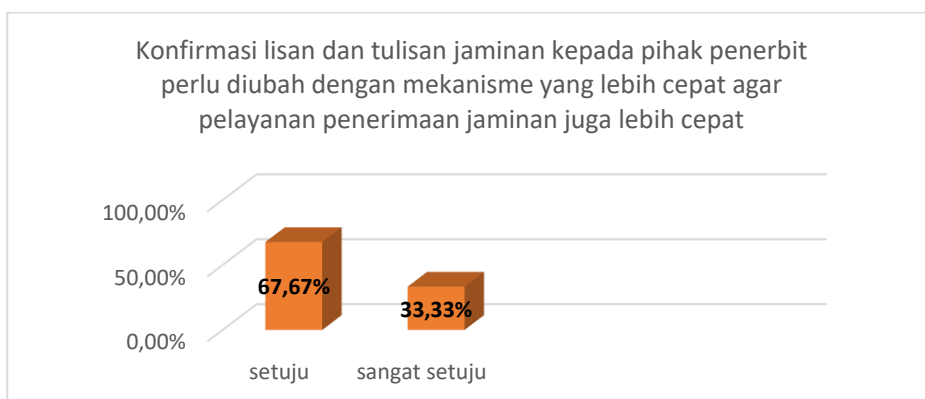 Konfirmasi lisan dan tulisan jaminan kepada pihak penerbit
perlu diubah dengan mekanisme yang lebih cepat agar
pelayanan penerimaan jaminan juga lebih cepat
100,00%
50,00%
0,00%
67,67%
33,33%
setuju
sangat setuju